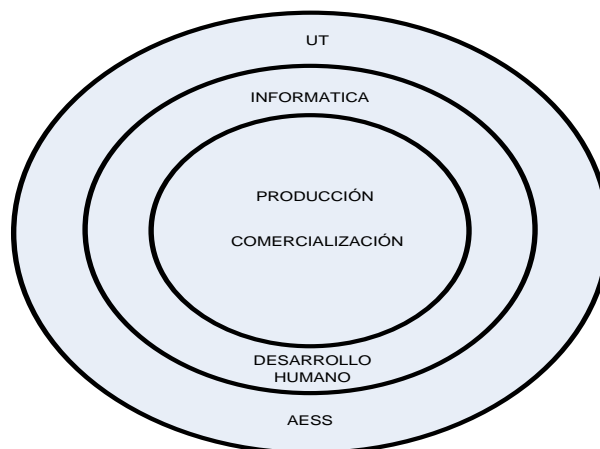 UT
INFORMATICA
PRODUCCIÓN
COMERCIALIZACIÓN
DESARROLLO
HUMANO
AESS